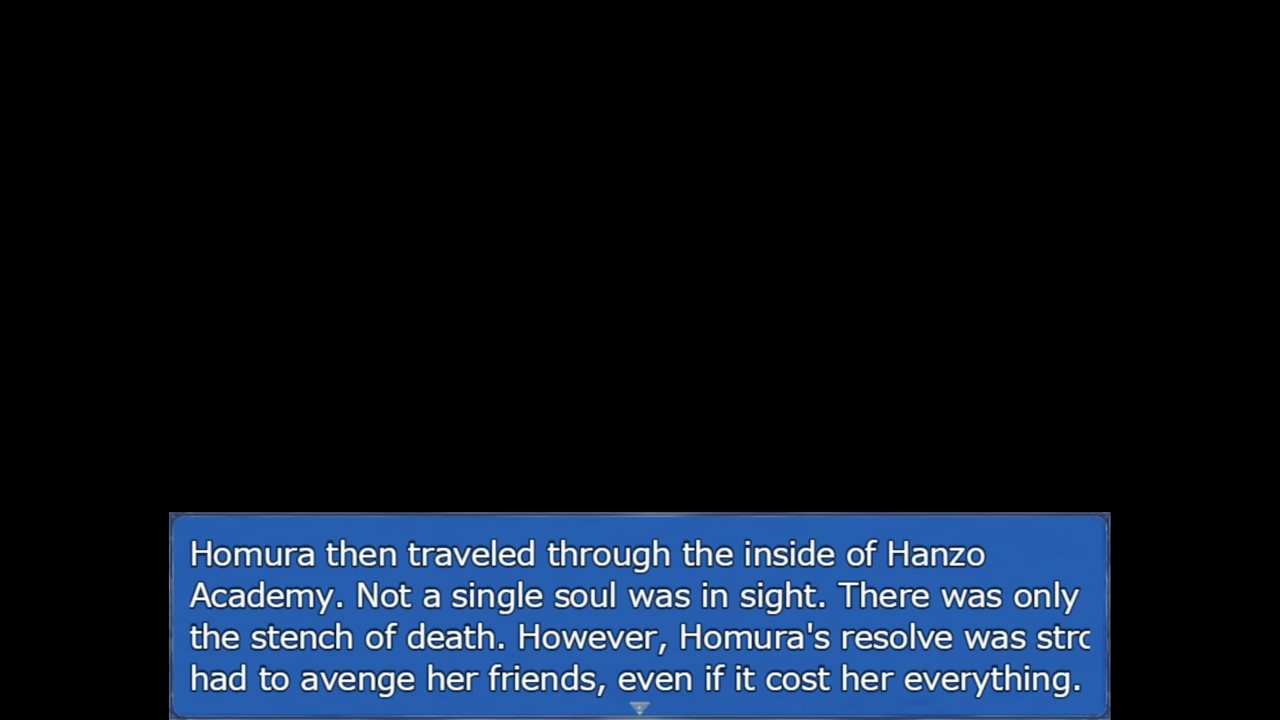 Homura then traveled through the inside of Hanzo
Academy. Not a single soul was in sight. There was only
the stench of death. However, Homura's resolve was
had to avenge her friends, even if it cost her everything.